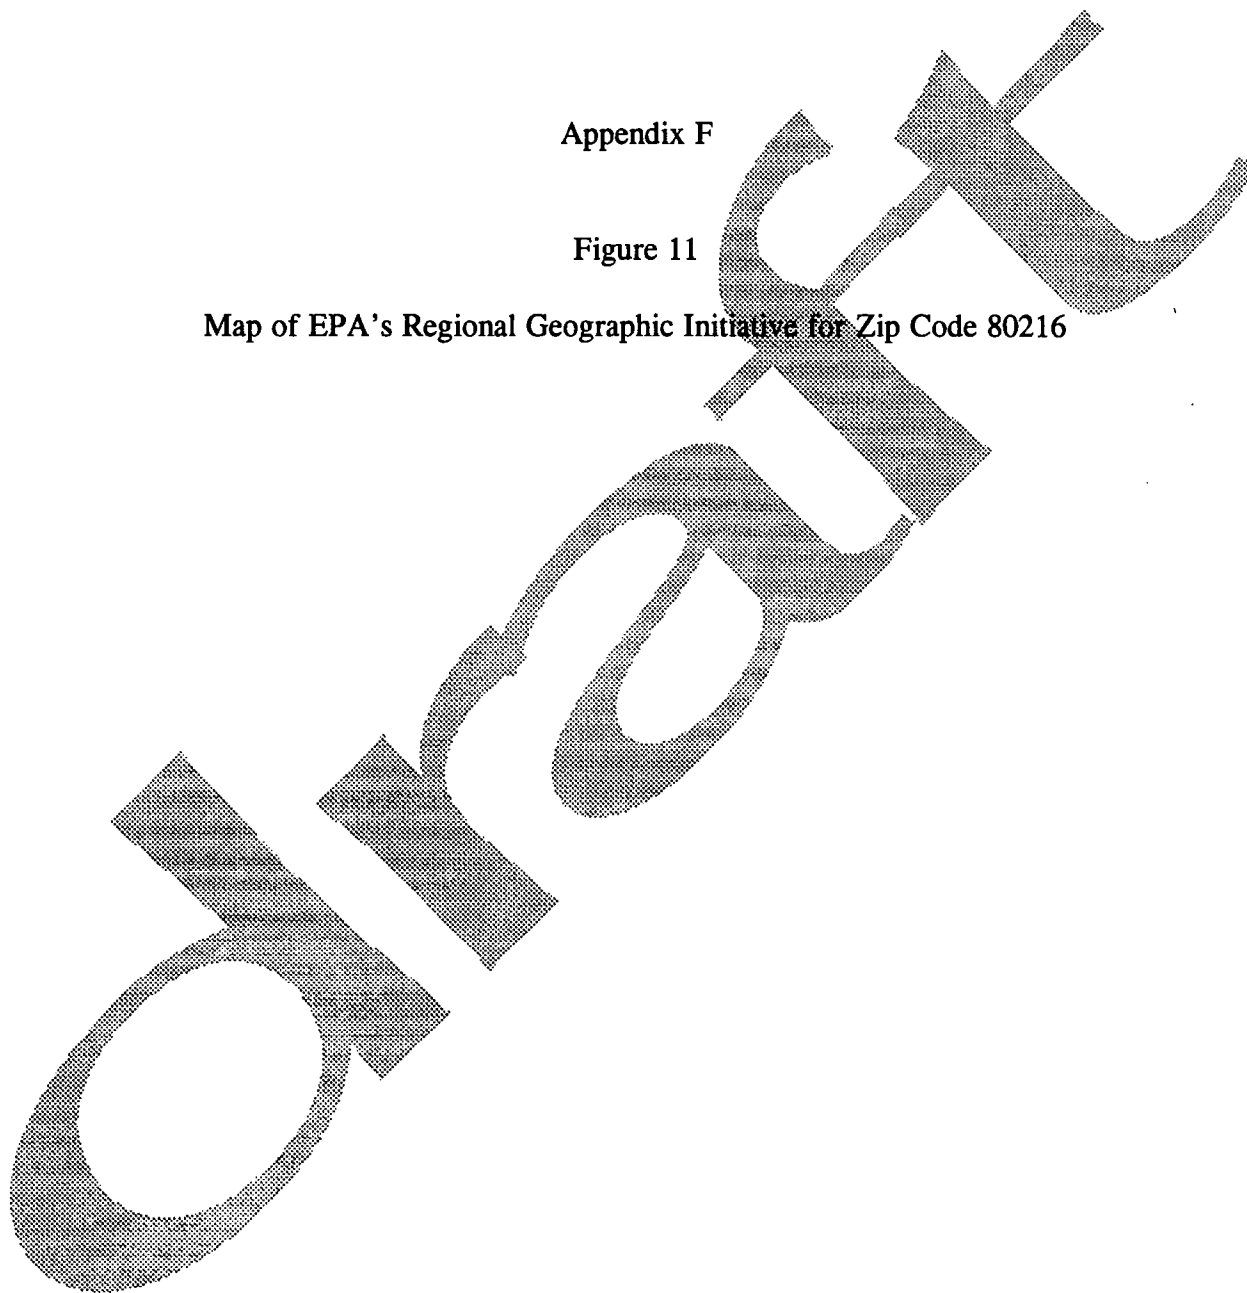 Appendix F
Figure 11
Map of EPA's Regional Geographic Initiative for Zip Code 80216
draft